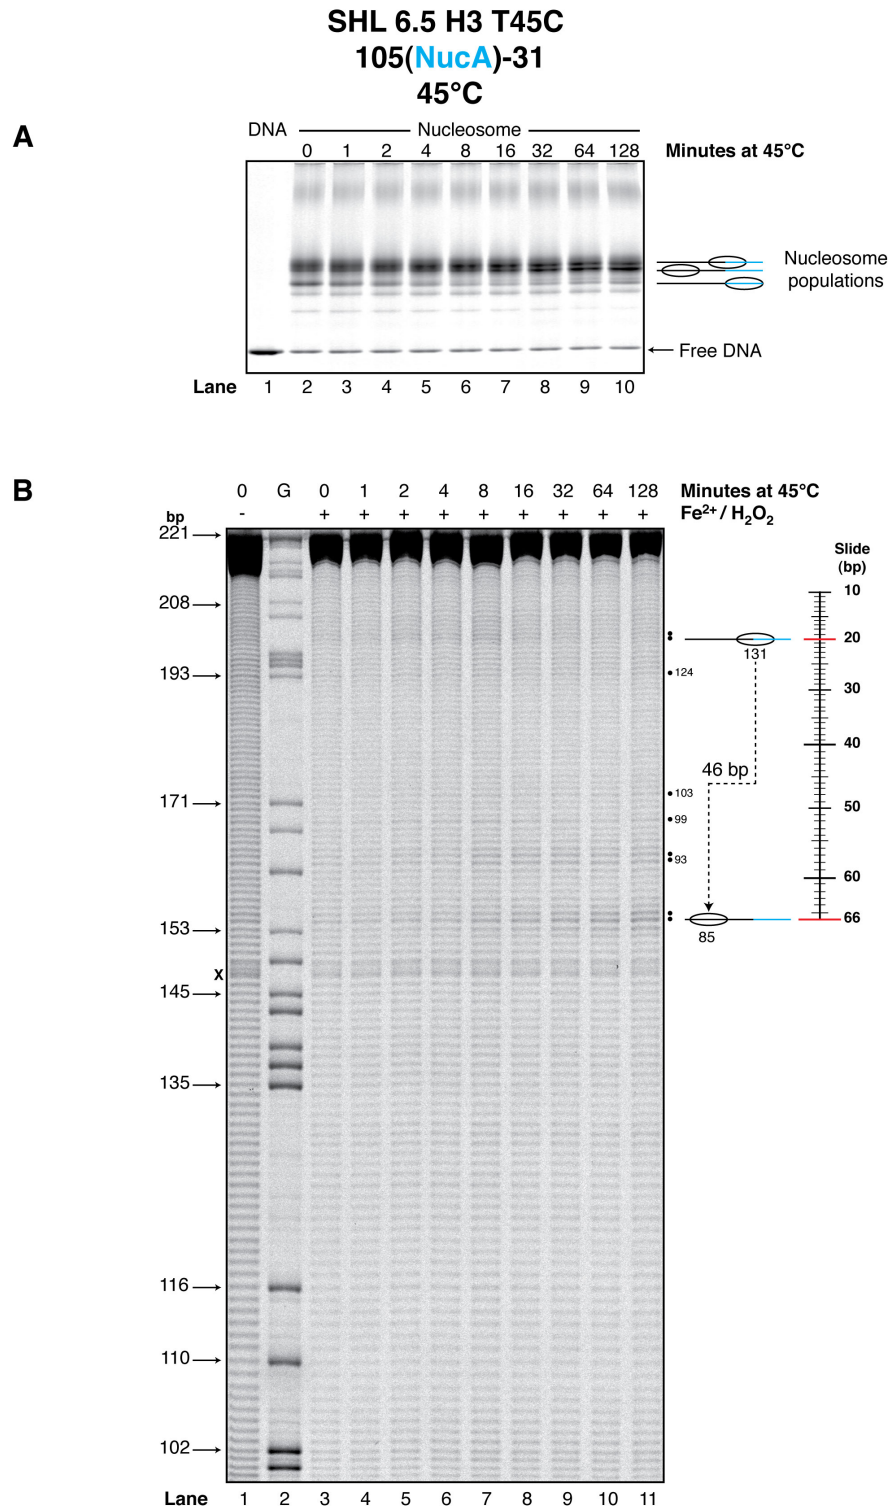 SHL 6.5 H3 T45C
105(NucA)-31
45°C
A
DNA Nucleosome
0 1 2 4 8 16 32 64 128 Minutes at 45°C
Nucleosome
populations
Free DNA
Lane 1 2 3 4 5 6 7 8 9 10
B
0 G 0 1 2 4 8 16 32 64 128 Minutes at 45°C
- + + + + + + + + + Fe²⁺ / H₂O₂
bp
221
208
193
171
153
X
145
135
116
110
102
124
103
99
93
131
46 bp
85
Slide
(bp)
10
20
30
40
50
60
66
Lane 1 2 3 4 5 6 7 8 9 10 11